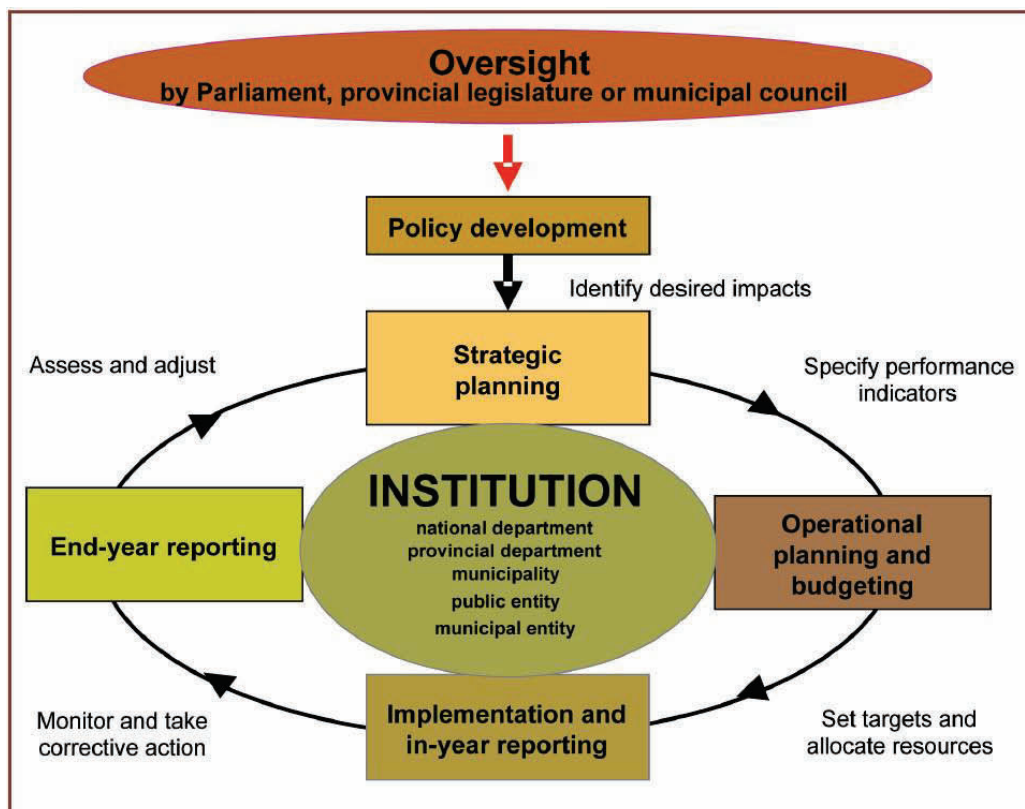 Oversight
by Parliament, provincial legislature or municipal council
Policy development
Identify desired impacts
Strategic
planning
Assess and adjust
Specify performance
indicators
INSTITUTION
national department
provincial department
municipality
public entity
municipal entity
End-year reporting
Operational
planning and
budgeting
Implementation and
in-year reporting
Monitor and take
corrective action
Set targets and
allocate resources